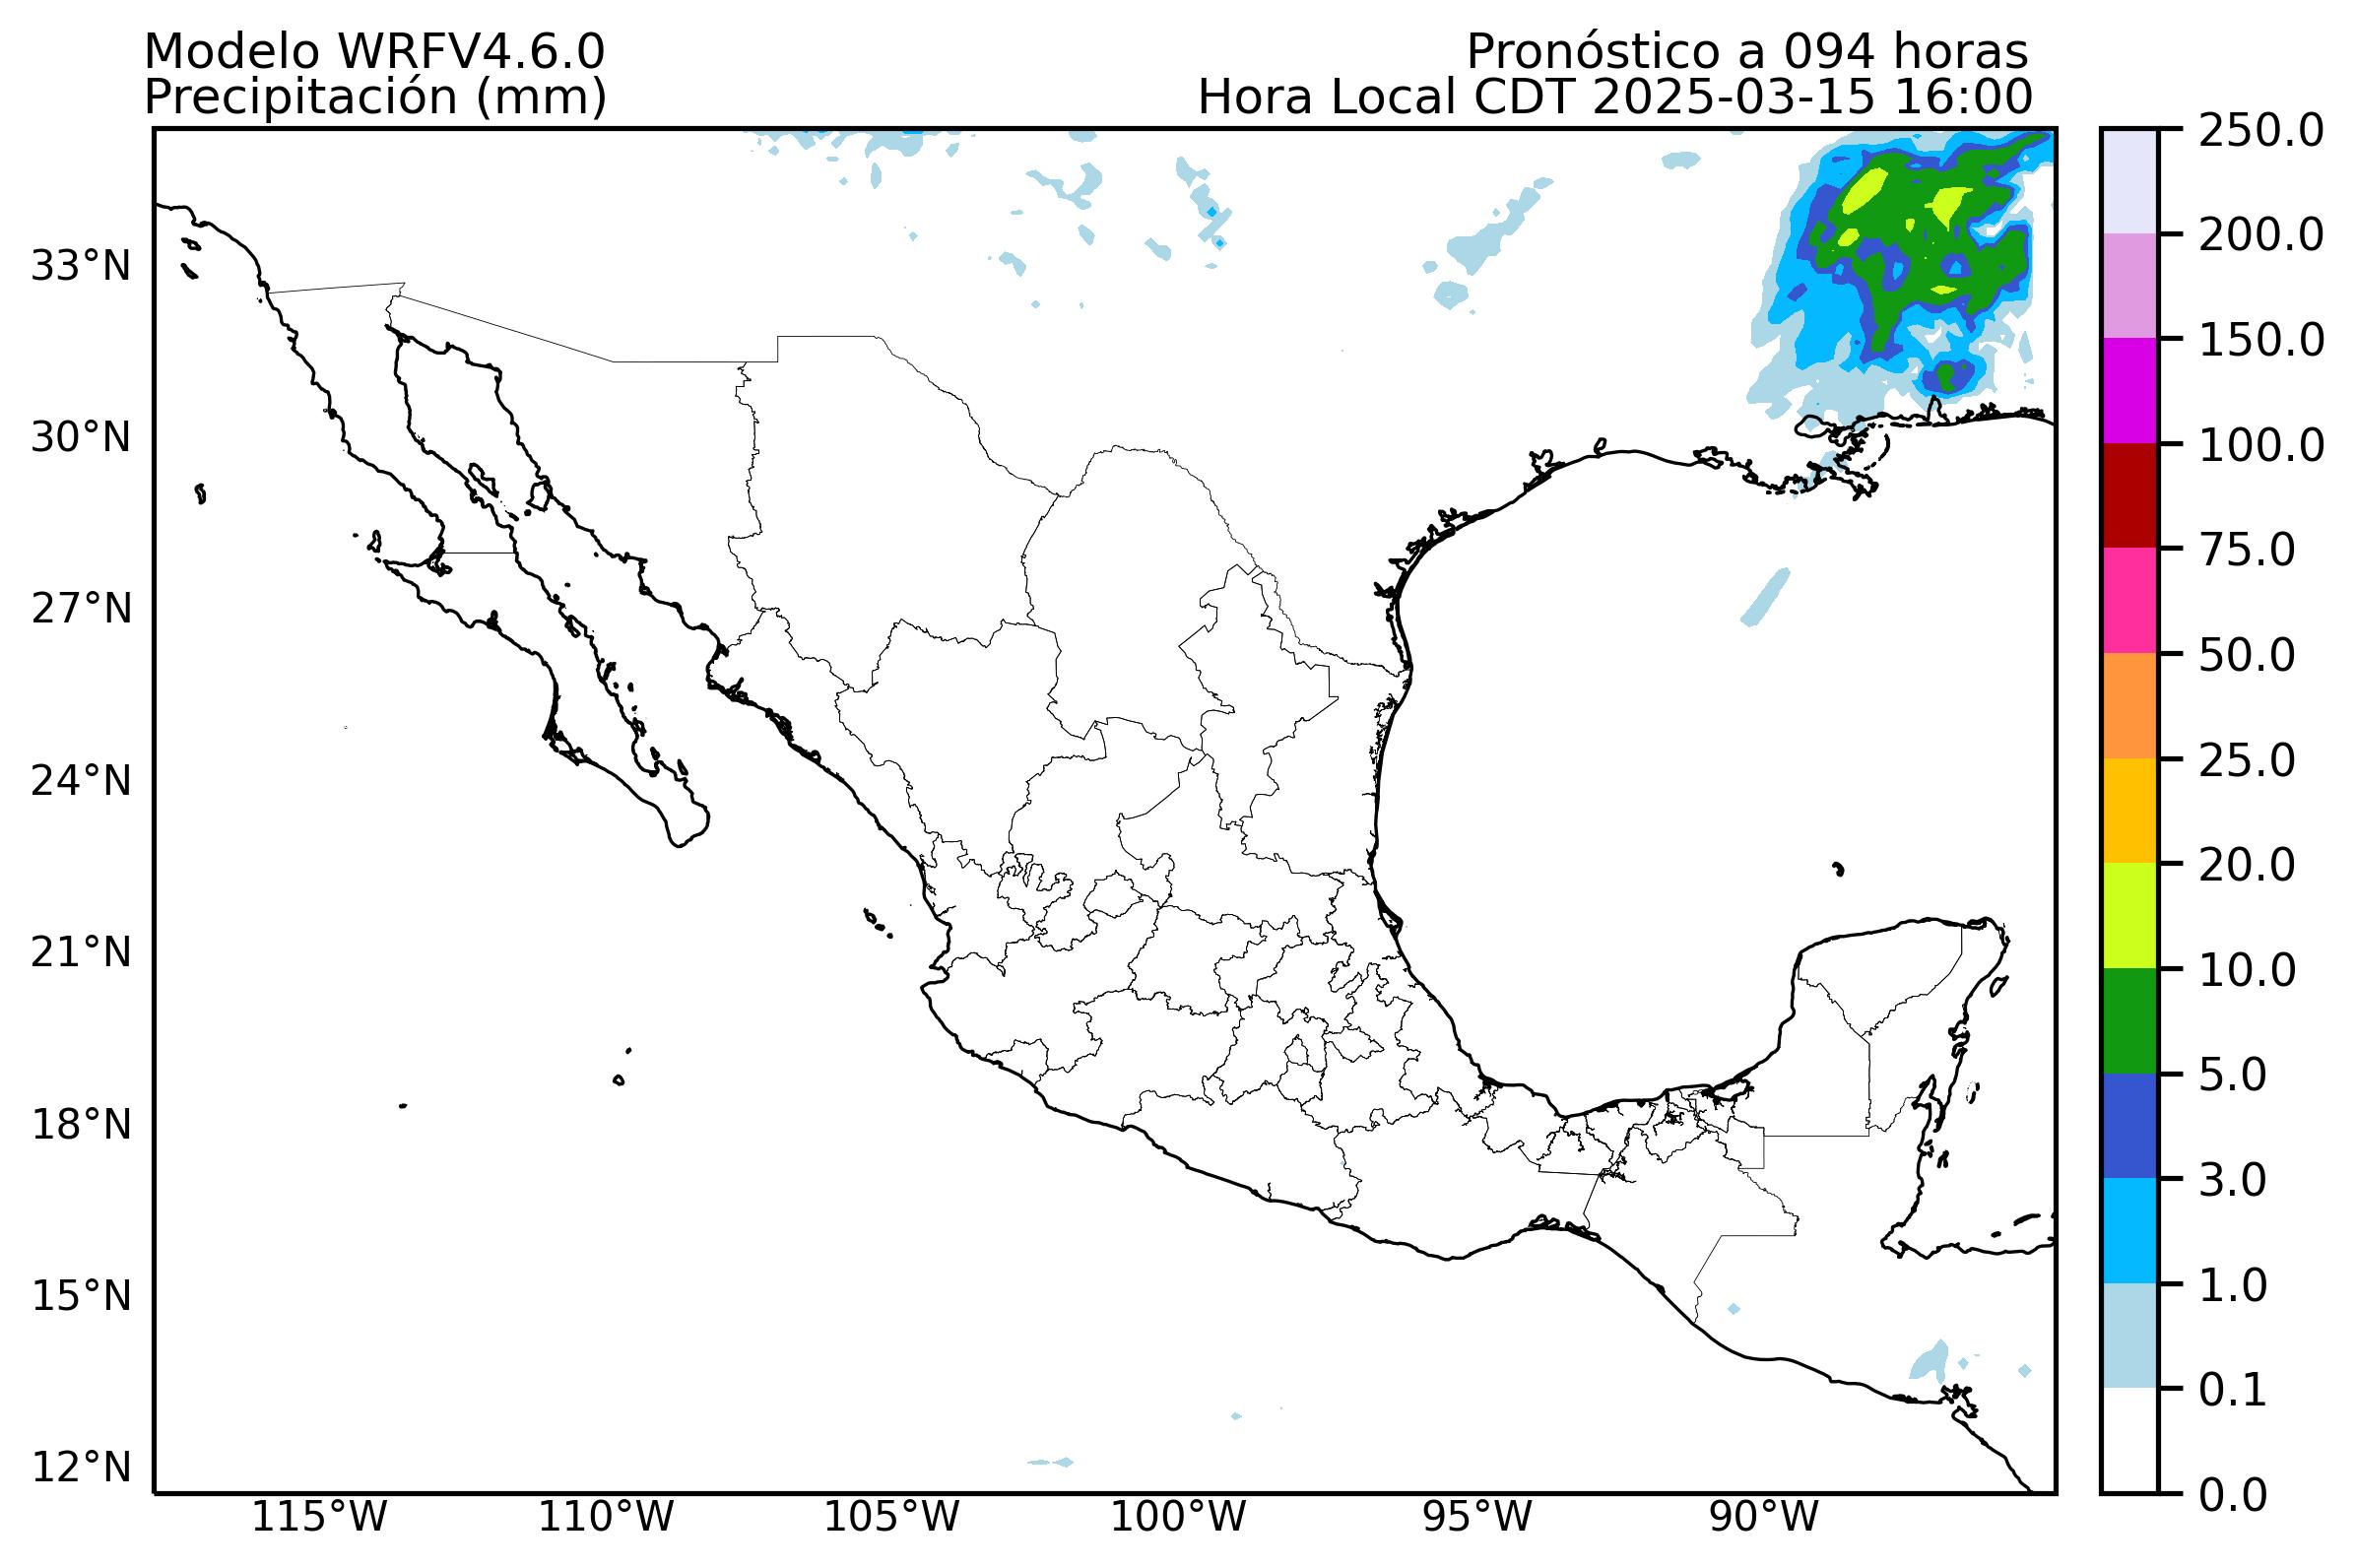 Modelo WRFV4.6.0
Pronóstico a 094 horas
Precipitación (mm)
Hora Local CDT 2025-03-15 16:00
33°N
30°N
27°N
24°N
21°N
18°N
15°N
12°N
115°W
110°W
105°W
100°W
95°W
90°W
250.0
200.0
150.0
100.0
75.0
50.0
25.0
20.0
10.0
5.0
3.0
1.0
0.1
0.0